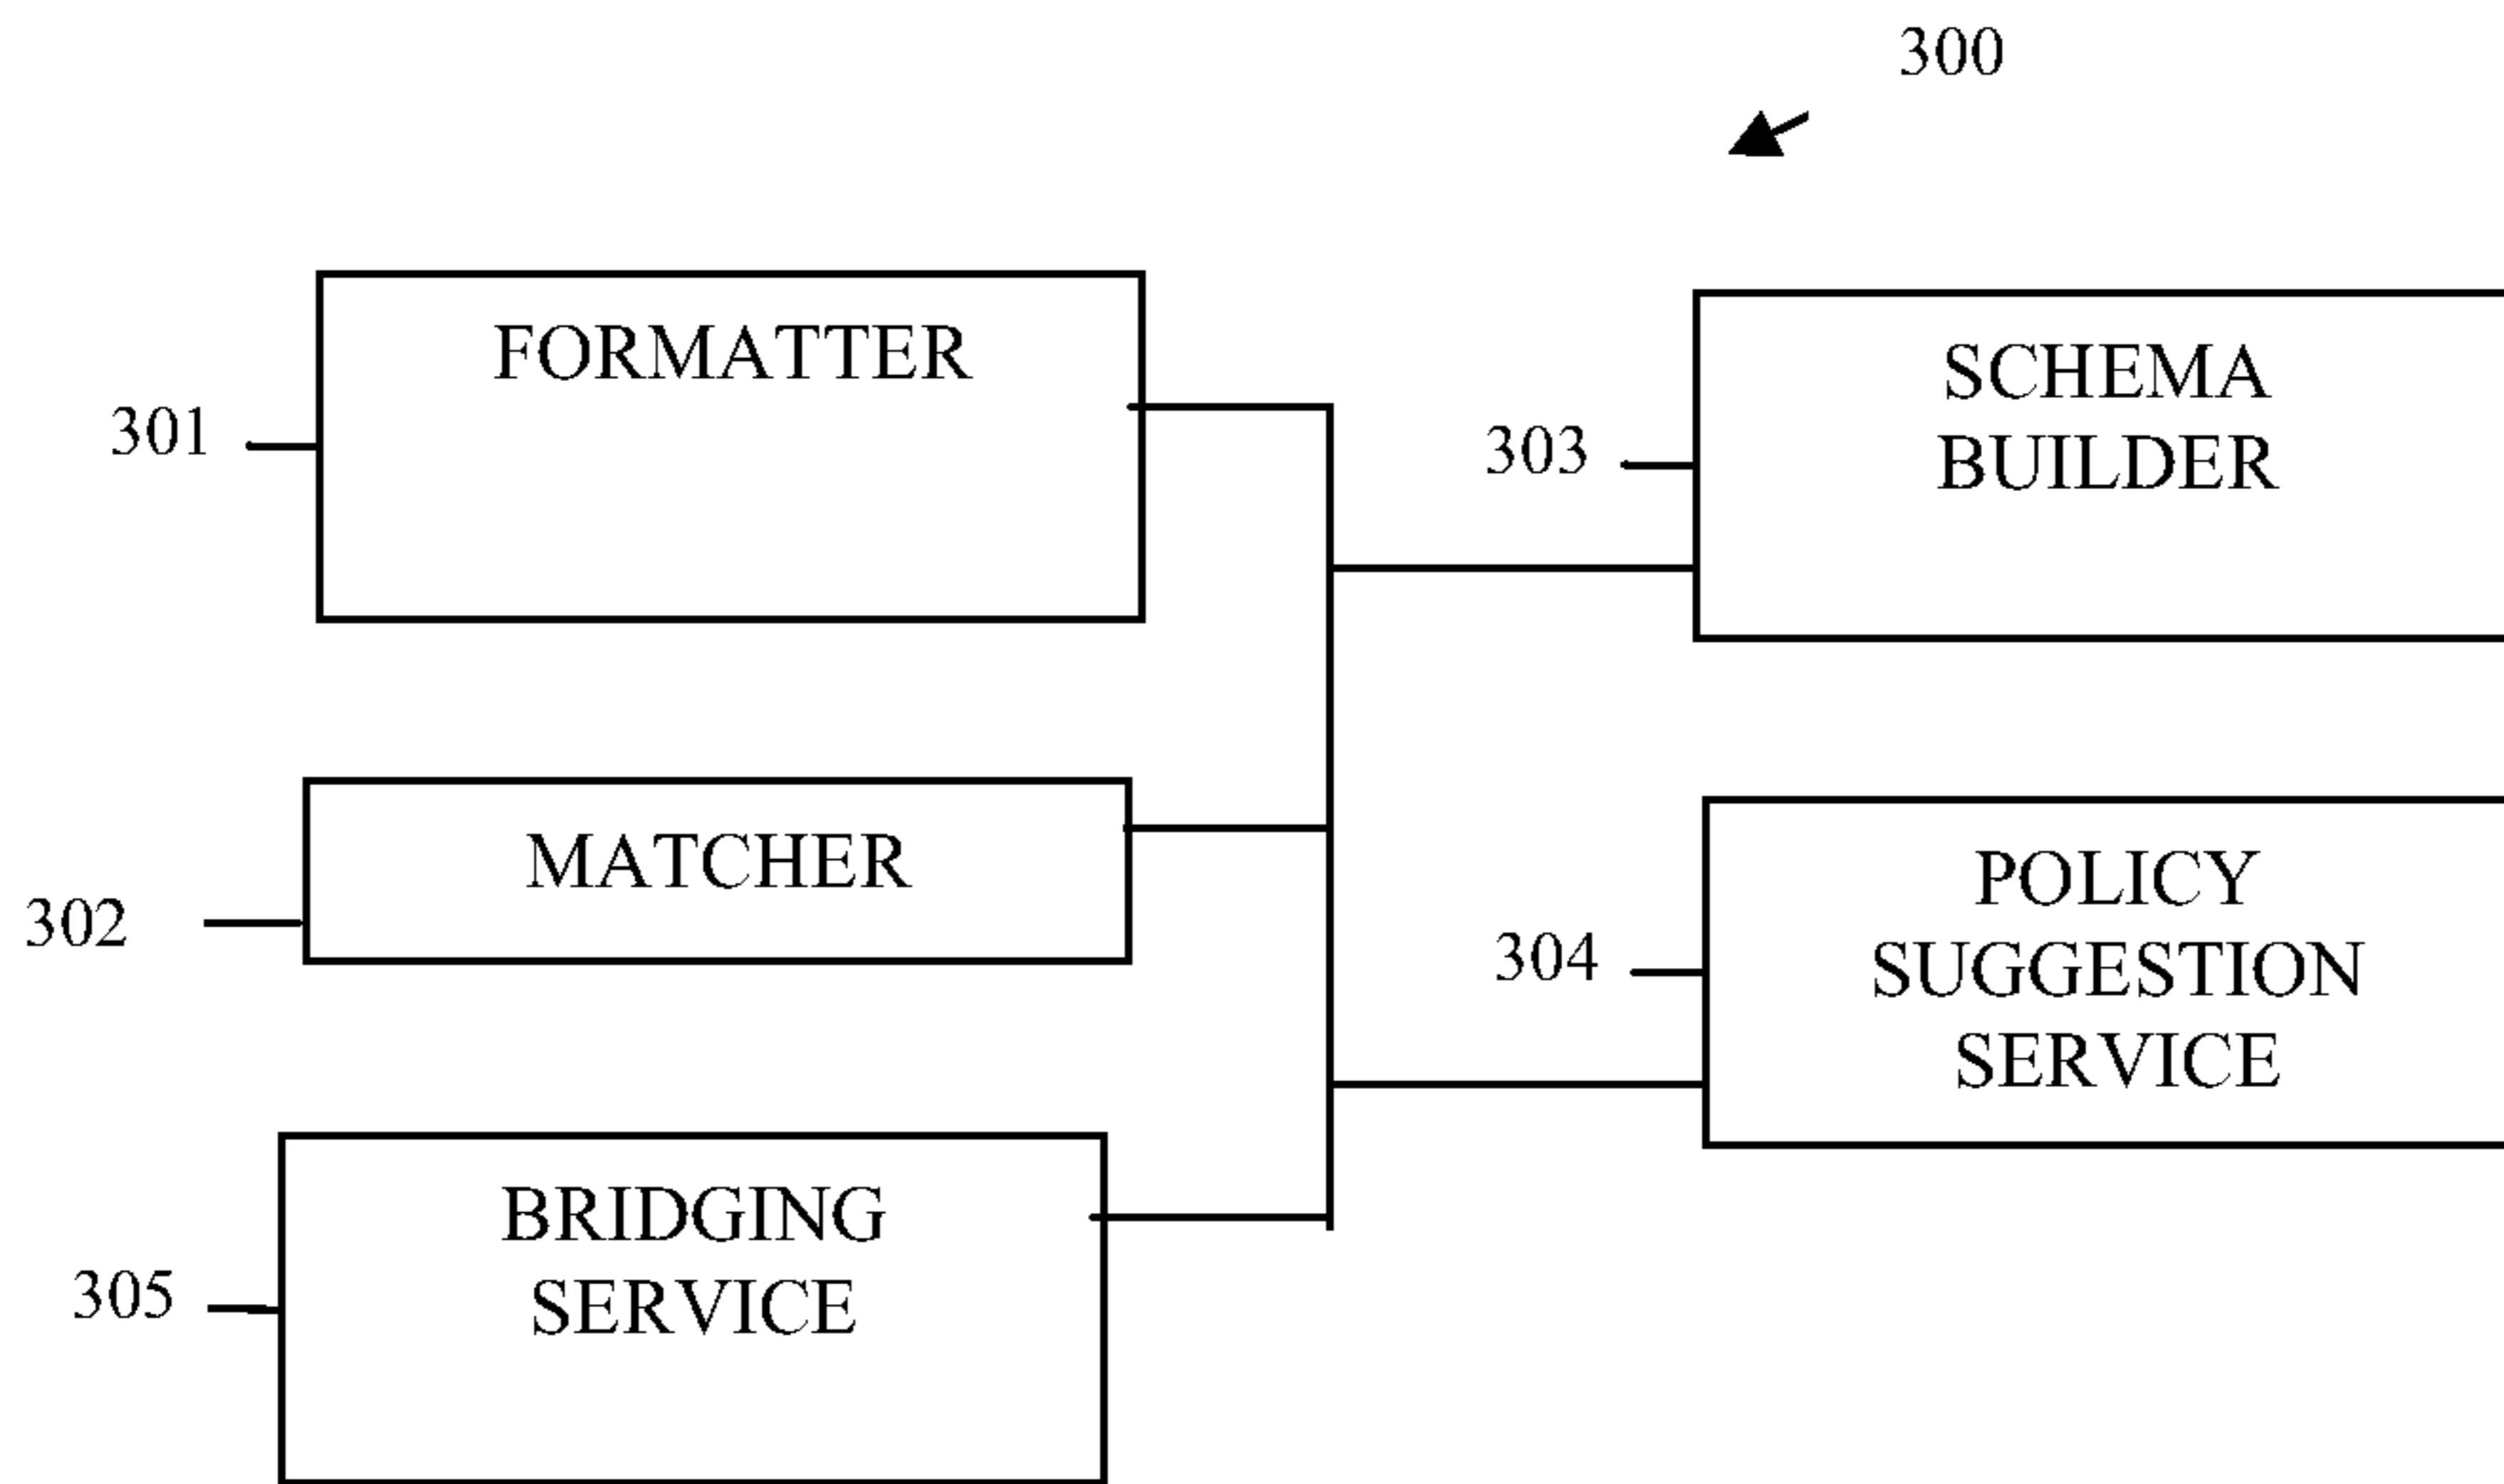 300
FORMATTER
301
SCHEMA
BUILDER
303
MATCHER
302
POLICY
SUGGESTION
SERVICE
304
BRIDGING
SERVICE
305